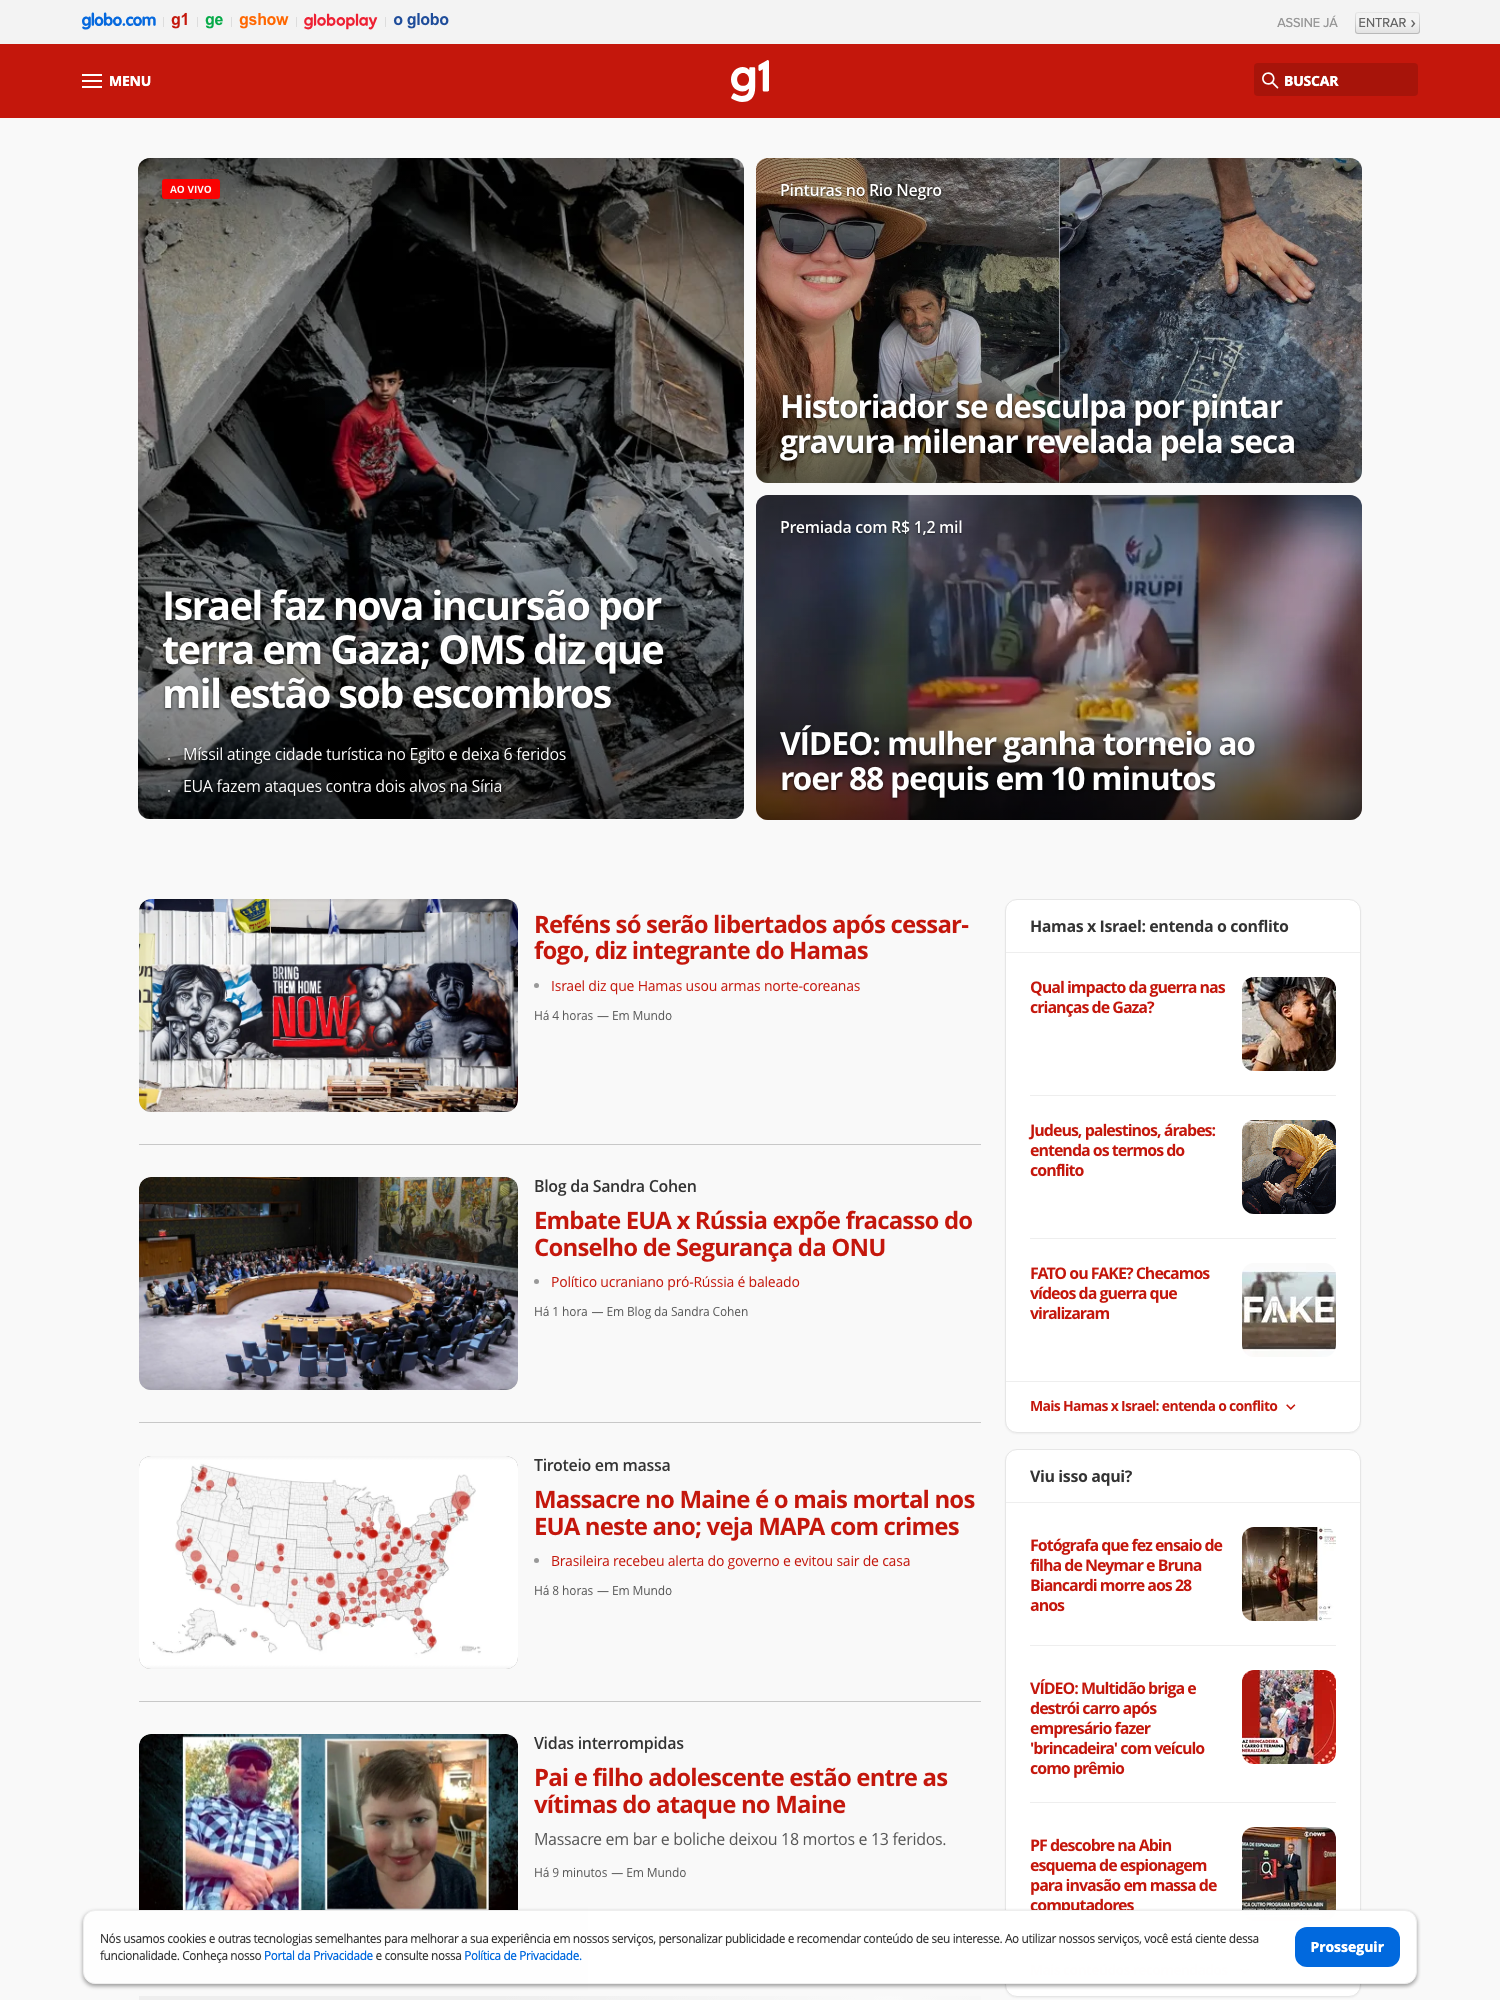 globo.com g1 ge gshow globoplay o globo
ASSINE JÁ ENTRAR ›
MENU
g1
BUSCAR
AO VIVO
Israel faz nova incursão por
terra em Gaza; OMS diz que
mil estão sob escombros
Míssil atinge cidade turística no Egito e deixa 6 feridos
EUA fazem ataques contra dois alvos na Síria
Pinturas no Rio Negro
Historiador se desculpa por pintar
gravura milenar revelada pela seca
Premiada com R$ 1,2 mil
URUPI
VÍDEO: mulher ganha torneio ao
roer 88 pequis em 10 minutos
BRING
THEM HOME
NOW
Reféns só serão libertados após cessar-
fogo, diz integrante do Hamas
Israel diz que Hamas usou armas norte-coreanas
Há 4 horas — Em Mundo
Blog da Sandra Cohen
Embate EUA x Rússia expõe fracasso do
Conselho de Segurança da ONU
Político ucraniano pró-Rússia é baleado
Há 1 hora — Em Blog da Sandra Cohen
Tiroteio em massa
Massacre no Maine é o mais mortal nos
EUA neste ano; veja MAPA com crimes
Brasileira recebeu alerta do governo e evitou sair de casa
Há 8 horas — Em Mundo
Vidas interrompidas
Pai e filho adolescente estão entre as
vítimas do ataque no Maine
Massacre em bar e boliche deixou 18 mortos e 13 feridos.
Há 9 minutos — Em Mundo
Hamas x Israel: entenda o conflito
Qual impacto da guerra nas
crianças de Gaza?
Judeus, palestinos, árabes:
entenda os termos do
conflito
FATO ou FAKE? Checamos
vídeos da guerra que
viralizaram
FAKE
Mais Hamas x Israel: entenda o conflito
Viu isso aqui?
Fotógrafa que fez ensaio de
filha de Neymar e Bruna
Biancardi morre aos 28
anos
VÍDEO: Multidão briga e
destrói carro após
empresário fazer
'brincadeira' com veículo
como prêmio
AZ BRINCADEIRA
CARRO E TERMINA
NERALIZADA
PF descobre na Abin
esquema de espionagem
para invasão em massa de
computadores
news
RA DE ESPIONAGEM?
PICA OUTRO PROGRAMA ESPIÃO NA ABIN
Nós usamos cookies e outras tecnologias semelhantes para melhorar a sua experiência em nossos serviços, personalizar publicidade e recomendar conteúdo de seu interesse. Ao utilizar nossos serviços, você está ciente dessa
funcionalidade. Conheça nosso Portal da Privacidade e consulte nossa Política de Privacidade.
Prosseguir